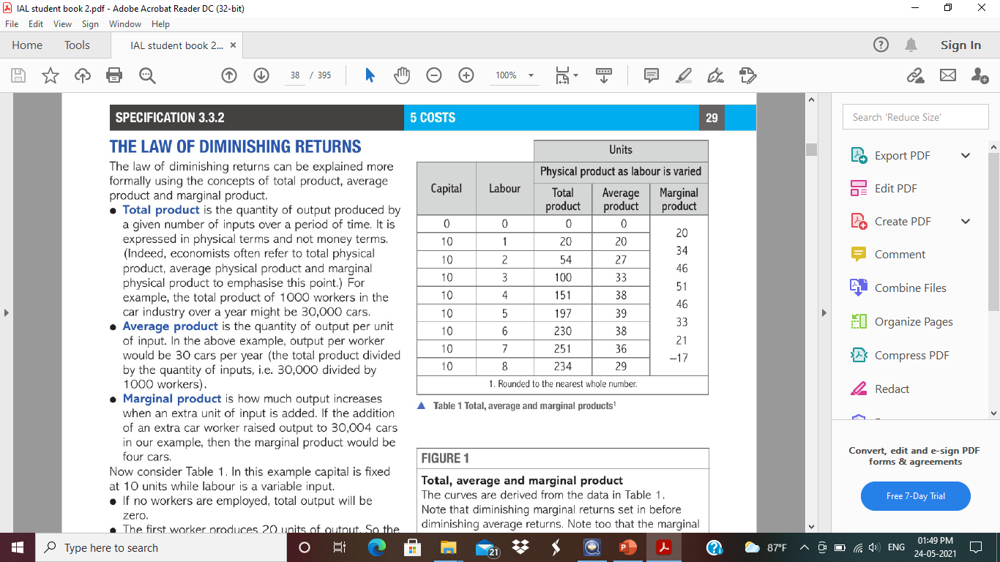 IAL student book 2.pdf - Adobe Acrobat Reader DC (32-bit)
File Edit View Sign Window Help
Home Tools IAL student book 2... × Sign In
38 / 395 100%
SPECIFICATION 3.3.2 5 COSTS 29
THE LAW OF DIMINISHING RETURNS
The law of diminishing returns can be explained more
formally using the concepts of total product, average
product and marginal product.
● Total product is the quantity of output produced by
a given number of inputs over a period of time. It is
expressed in physical terms and not money terms.
(Indeed, economists often refer to total physical
product, average physical product and marginal
physical product to emphasise this point.) For
example, the total product of 1000 workers in the
car industry over a year might be 30,000 cars.
● Average product is the quantity of output per unit
of input. In the above example, output per worker
would be 30 cars per year (the total product divided
by the quantity of inputs, i.e. 30,000 divided by
1000 workers).
● Marginal product is how much output increases
when an extra unit of input is added. If the addition
of an extra car worker raised output to 30,004 cars
in our example, then the marginal product would be
four cars.
Now consider Table 1. In this example capital is fixed
at 10 units while labour is a variable input.
● If no workers are employed, total output will be
zero.
● The first worker produces 20 units of output. So the
Units
Physical product as labour is varied
Capital Labour Total product Average product Marginal product
0 0 0 0
20
10 1 20 20
34
10 2 54 27
46
10 3 100 33
51
10 4 151 38
46
10 5 197 39
33
10 6 230 38
21
10 7 251 36
–17
10 8 234 29
1. Rounded to the nearest whole number.
▲ Table 1 Total, average and marginal products¹
FIGURE 1
Total, average and marginal product
The curves are derived from the data in Table 1.
Note that diminishing marginal returns set in before
diminishing average returns. Note too that the marginal
Search 'Reduce Size'
Export PDF
Edit PDF
Create PDF
Comment
Combine Files
Organize Pages
Compress PDF
Redact
Convert, edit and e-sign PDF
forms & agreements
Free 7-Day Trial
Type here to search 21 87°F ENG 01:49 PM
24-05-2021